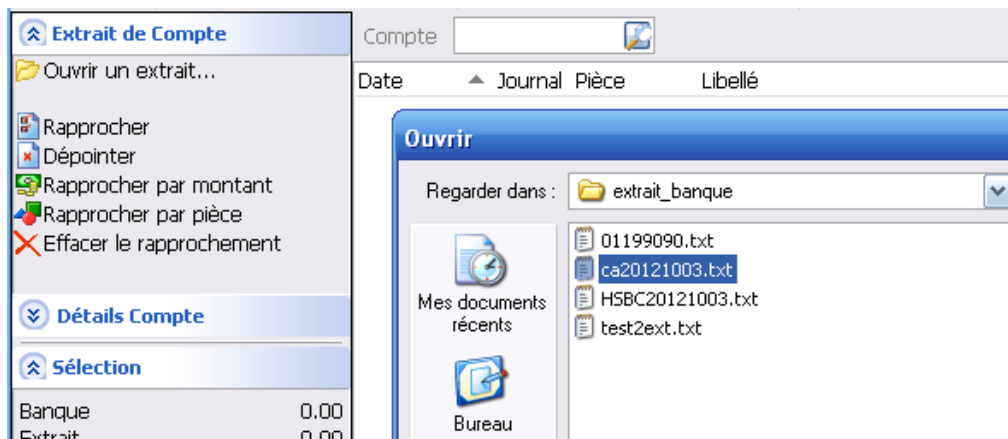 Extrait de Compte
Ouvrir un extrait...
Rapprocher
Dépointer
Rapprocher par montant
Rapprocher par pièce
Effacer le rapprochement
Détails Compte
Sélection
Banque 0.00
Extrait 0.00
Compte
Date Journal Pièce Libellé
Ouvrir
Regarder dans : extrait_banque
01199090.txt
ca20121003.txt
HSBC20121003.txt
test2ext.txt
Mes documents
récents
Bureau